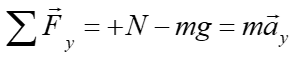 ∑F⃗_y = +N − mg = ma⃗_y